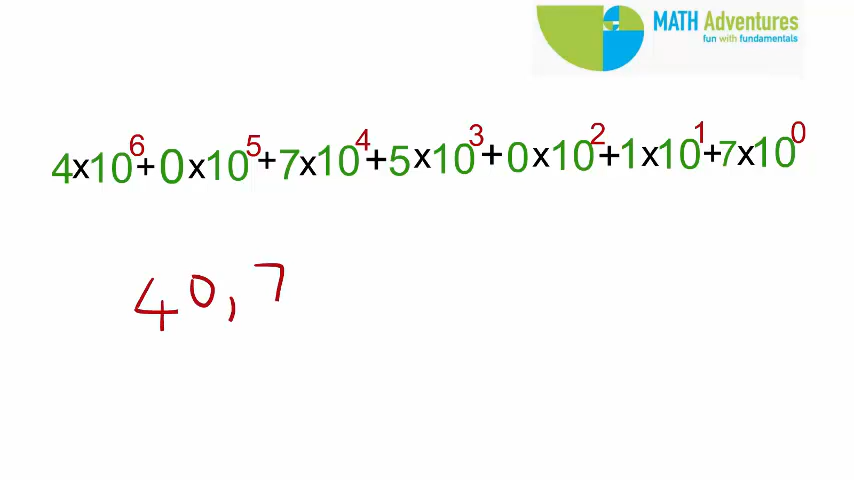 MATH Adventures
fun with fundamentals
4x10⁶+0x10⁵+7x10⁴+5x10³+0x10²+1x10¹+7x10⁰
40,7